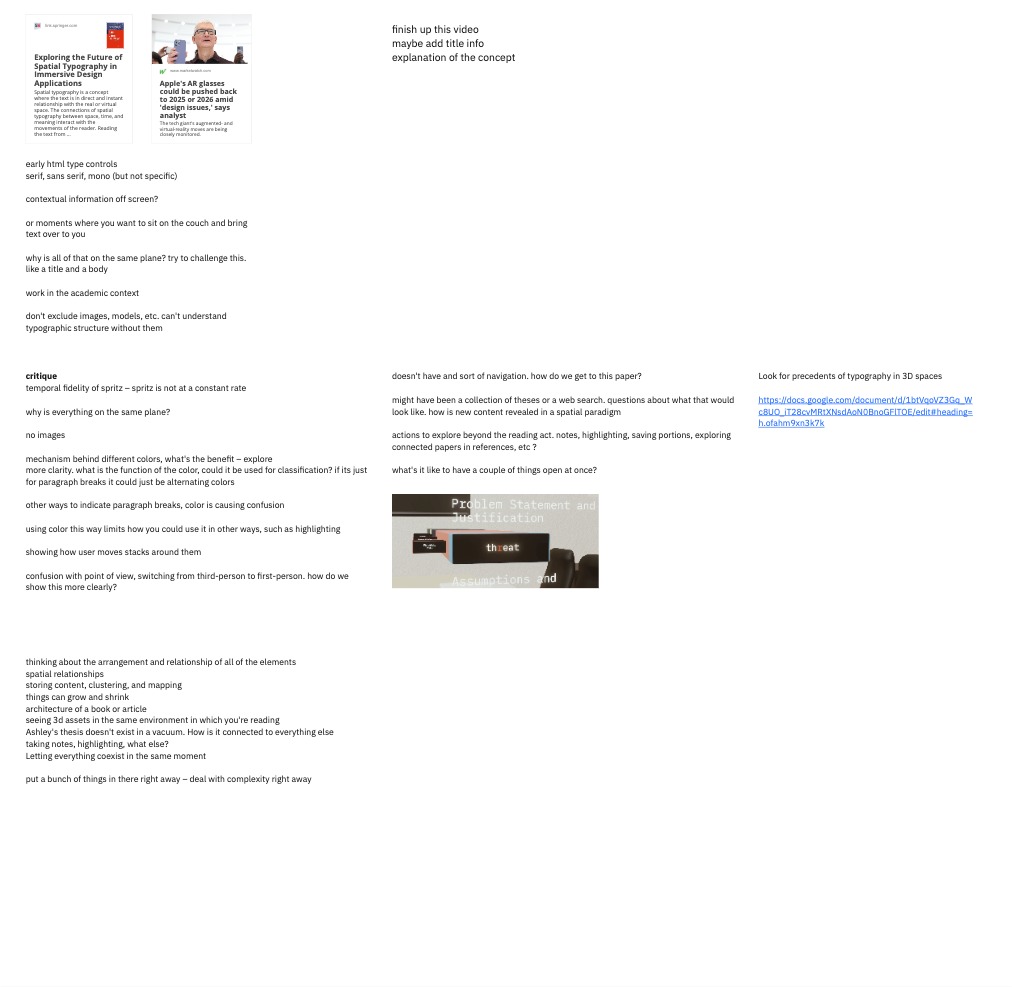 link.springer.com
Exploring the Future of
Spatial Typography in
Immersive Design
Applications
Spatial typography is a concept
where the text is in direct and instant
relationship with the real or virtual
space. The connections of spatial
typography between space, time, and
meaning interact with the
movements of the reader. Reading
the text from ...
www.marketwatch.com
Apple's AR glasses
could be pushed back
to 2025 or 2026 amid
'design issues,' says
analyst
The tech giant's augmented- and
virtual-reality moves are being
closely monitored.
finish up this video
maybe add title info
explanation of the concept
early html type controls
serif, sans serif, mono (but not specific)
contextual information off screen?
or moments where you want to sit on the couch and bring
text over to you
why is all of that on the same plane? try to challenge this.
like a title and a body
work in the academic context
don't exclude images, models, etc. can't understand
typographic structure without them
critique
temporal fidelity of spritz – spritz is not at a constant rate
why is everything on the same plane?
no images
mechanism behind different colors, what's the benefit – explore
more clarity. what is the function of the color, could it be used for classification? if its just
for paragraph breaks it could just be alternating colors
other ways to indicate paragraph breaks, color is causing confusion
using color this way limits how you could use it in other ways, such as highlighting
showing how user moves stacks around them
confusion with point of view, switching from third-person to first-person. how do we
show this more clearly?
doesn't have and sort of navigation. how do we get to this paper?
might have been a collection of theses or a web search. questions about what that would
look like. how is new content revealed in a spatial paradigm
actions to explore beyond the reading act. notes, highlighting, saving portions, exploring
connected papers in references, etc ?
what's it like to have a couple of things open at once?
Problem Statement and
Justification
threat
Assumptions and
Look for precedents of typography in 3D spaces
https://docs.google.com/document/d/1btVqoVZ3Gq_W
c8UO_iT28cvMRtXNsdAoN0BnoGFlTOE/edit#heading=
h.ofahm9xn3k7k
thinking about the arrangement and relationship of all of the elements
spatial relationships
storing content, clustering, and mapping
things can grow and shrink
architecture of a book or article
seeing 3d assets in the same environment in which you're reading
Ashley's thesis doesn't exist in a vacuum. How is it connected to everything else
taking notes, highlighting, what else?
Letting everything coexist in the same moment
put a bunch of things in there right away – deal with complexity right away